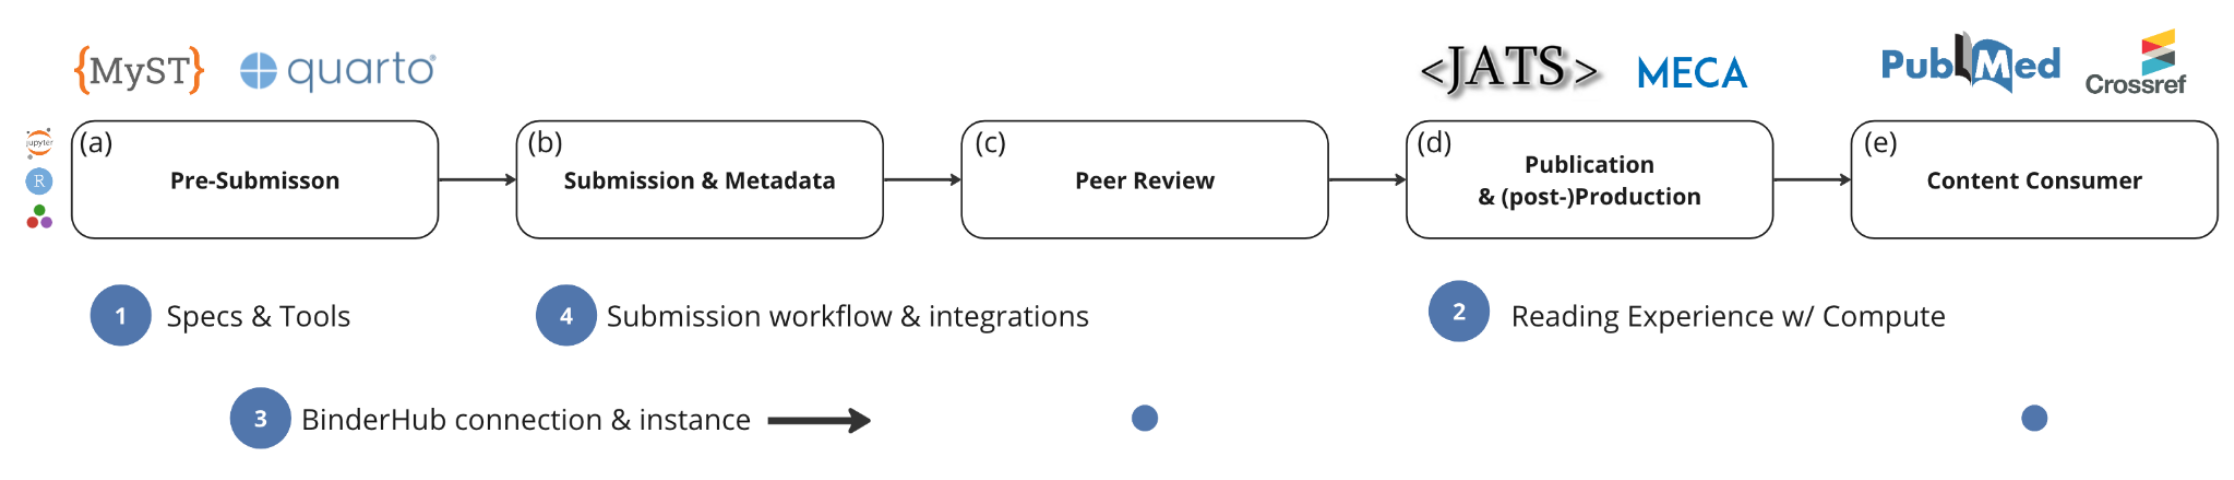 {MyST} quarto®
<JATS> MECA
PubMed Crossref
jupyter
R
(a) Pre-Submisson
(b) Submission & Metadata
(c) Peer Review
(d) Publication
& (post-)Production
(e) Content Consumer
1 Specs & Tools
4 Submission workflow & integrations
2 Reading Experience w/ Compute
3 BinderHub connection & instance